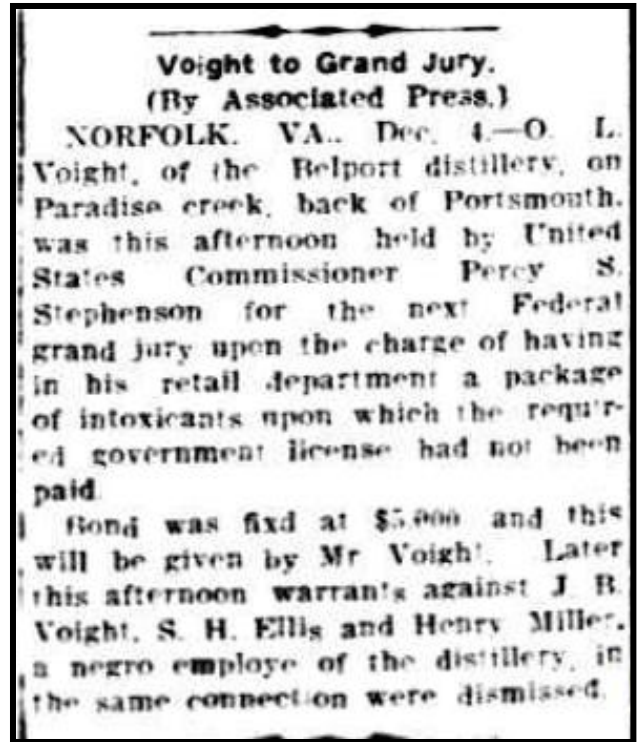 Voight to Grand Jury.
(By Associated Press.)
NORFOLK, VA., Dec. 4.—O. L.
Voight, of the Belport distillery, on
Paradise creek, back of Portsmouth,
was this afternoon held by United
States Commissioner Percy S.
Stephenson for the next Federal
grand jury upon the charge of having
in his retail department a package
of intoxicants upon which the requir-
ed government license had not been
paid.
Bond was fixd at $5,000 and this
will be given by Mr Voight. Later
this afternoon warrants against J. B.
Voight, S. H. Ellis and Henry Miller,
a negro employe of the distillery, in
the same connection were dismissed.